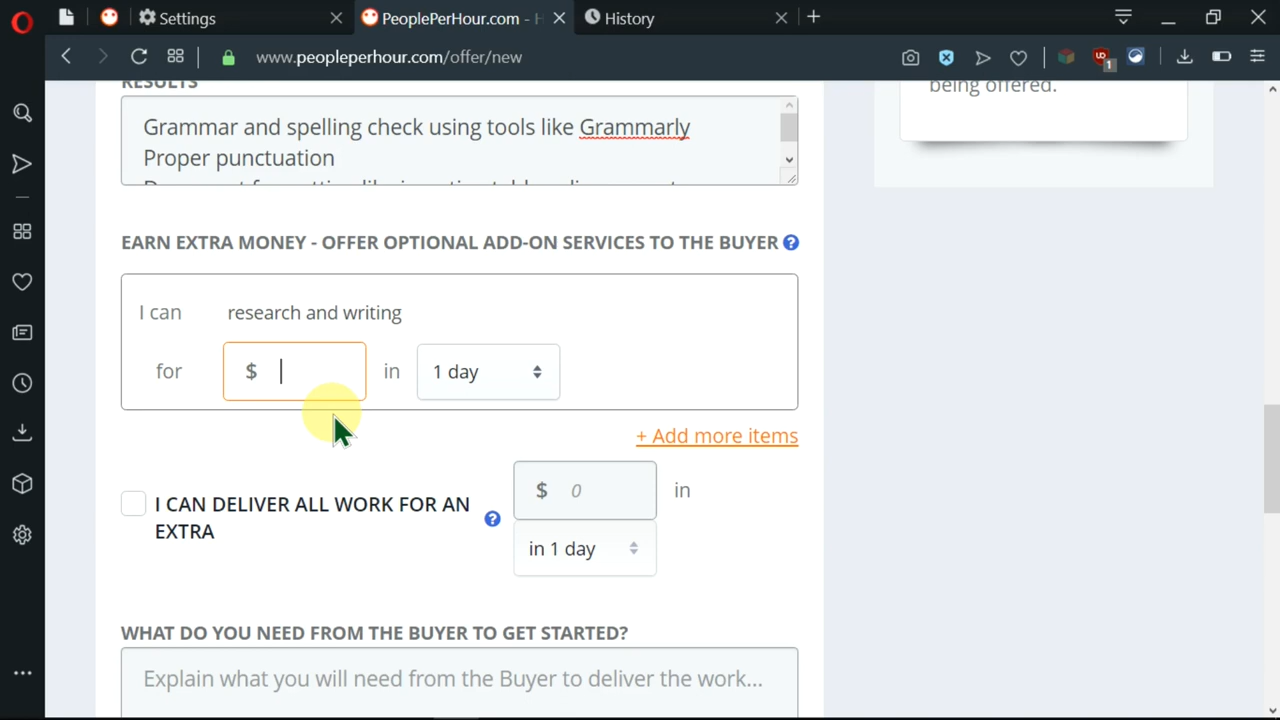 Settings
PeoplePerHour.com - H
History
www.peopleperhour.com/offer/new
1
being offered.
RESULTS
Grammar and spelling check using tools like Grammarly
Proper punctuation
EARN EXTRA MONEY - OFFER OPTIONAL ADD-ON SERVICES TO THE BUYER ?
I can research and writing
for $ in 1 day
+ Add more items
I CAN DELIVER ALL WORK FOR AN EXTRA ?
$ 0 in
in 1 day
WHAT DO YOU NEED FROM THE BUYER TO GET STARTED?
Explain what you will need from the Buyer to deliver the work...